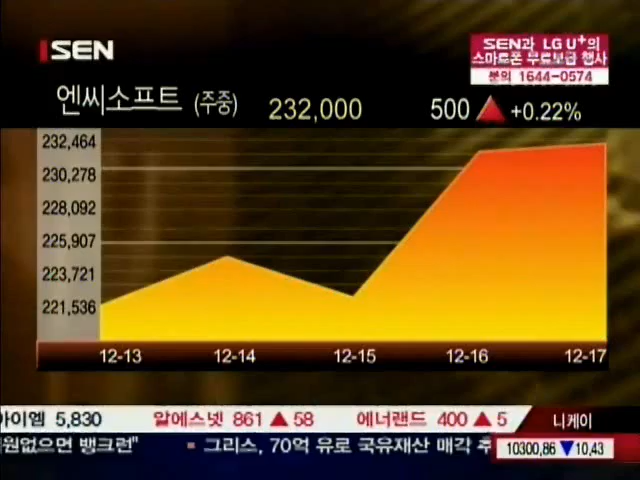 SEN
SEN과 LG U+의
스마트폰 무료보급 행사
문의 1644-0574
엔씨소프트 (주중) 232,000 500 ▲ +0.22%
232,464
230,278
228,092
225,907
223,721
221,536
12-13 12-14 12-15 12-16 12-17
아이엠 5,830 알에스넷 861 ▲ 58 에너랜드 400 ▲ 5 니케이
원없으면 뱅크런" ▪ 그리스, 70억 유로 국유재산 매각 추 10300,86 ▼10,43